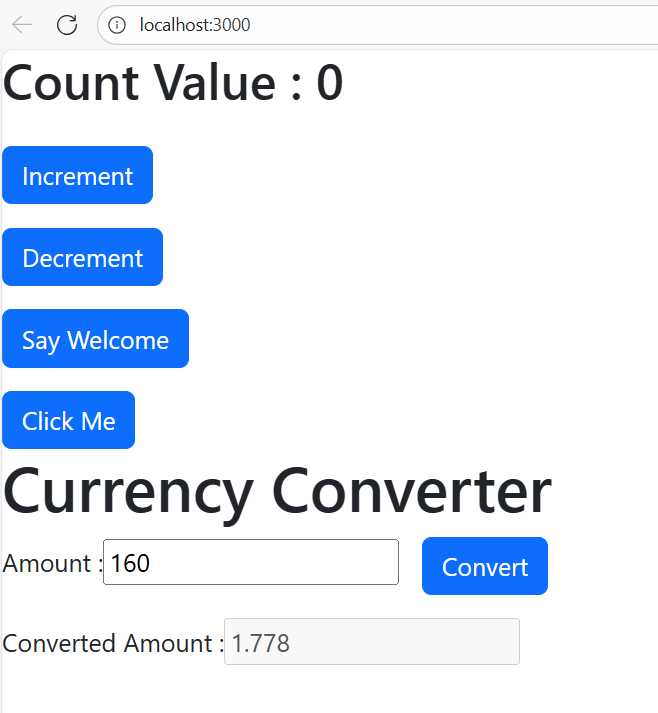 localhost:3000
Count Value : 0
Increment
Decrement
Say Welcome
Click Me
Currency Converter
Amount : 160 Convert
Converted Amount : 1.778